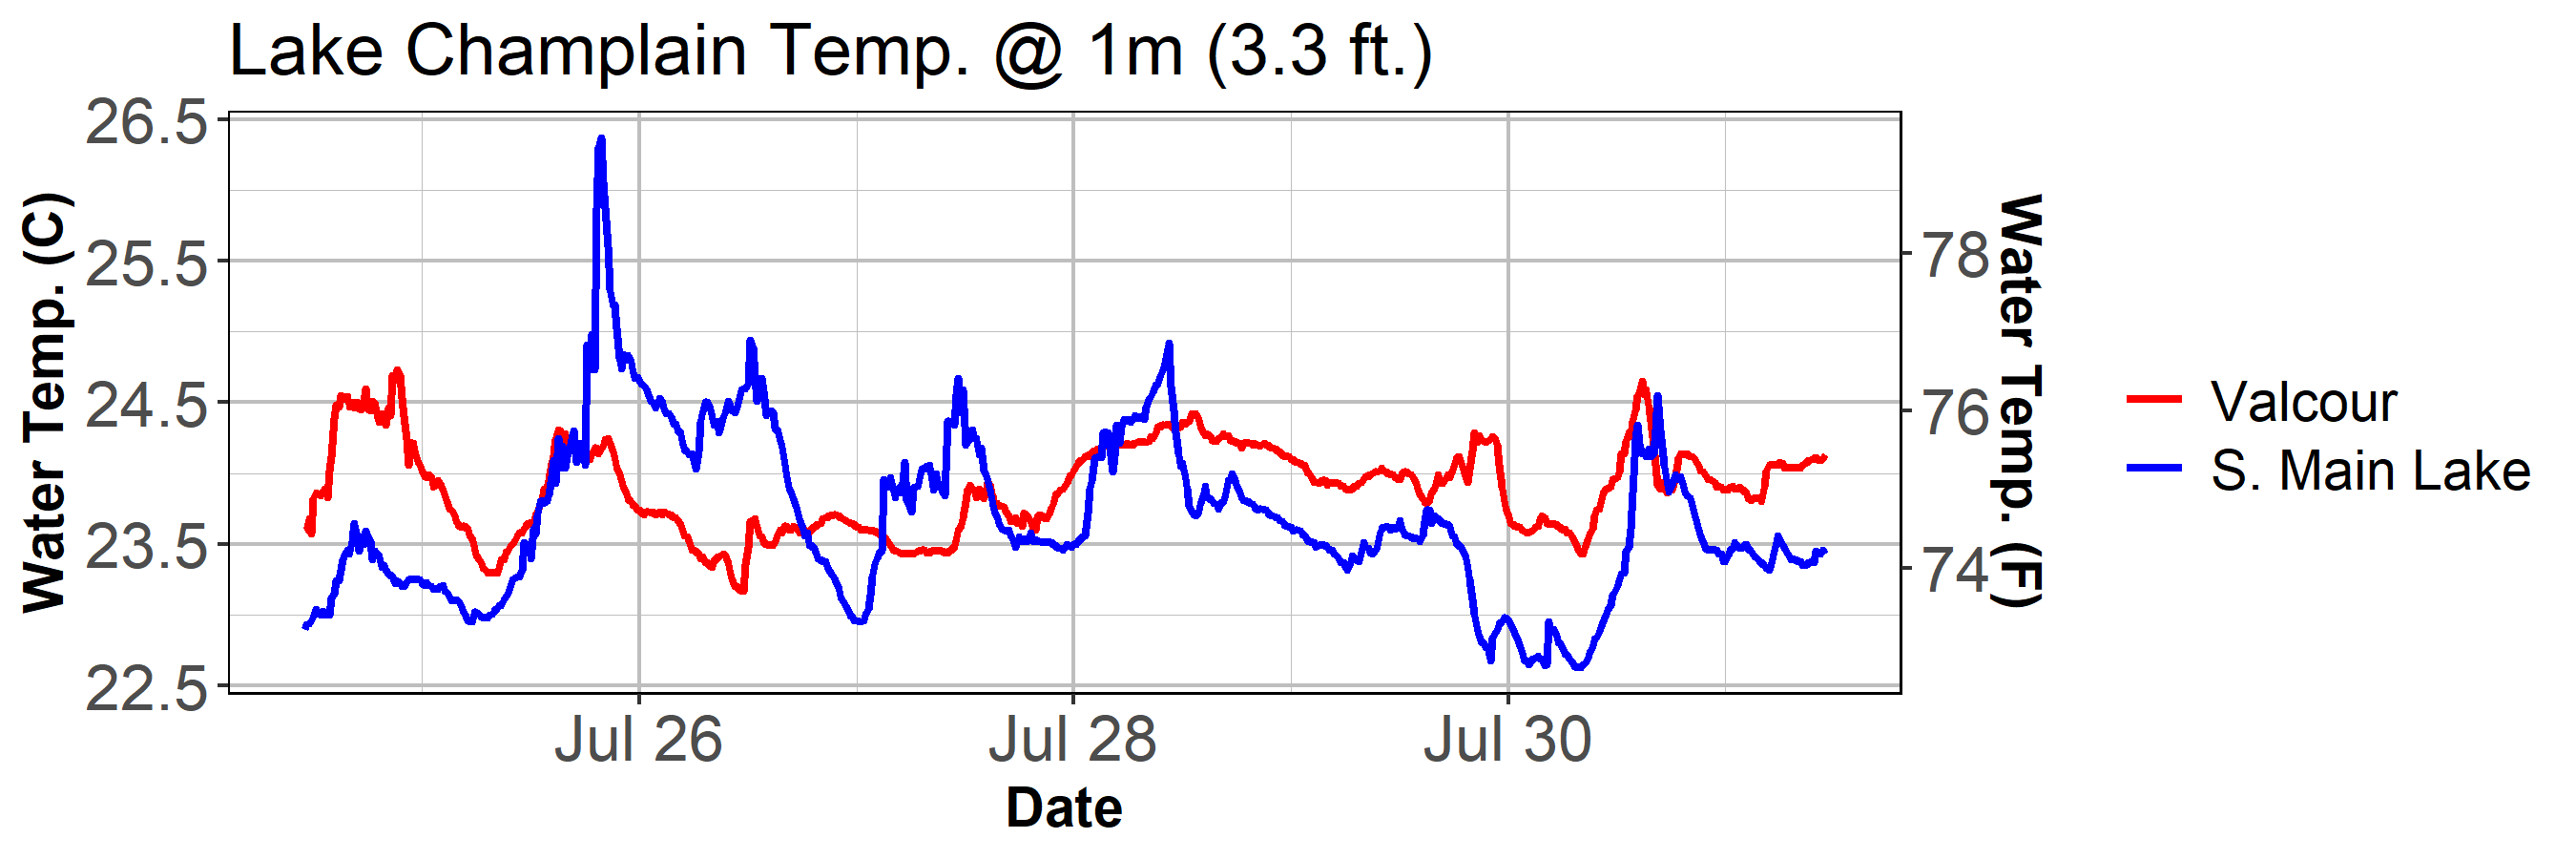 Lake Champlain Temp. @ 1m (3.3 ft.)
Water Temp. (C)
26.5
25.5
24.5
23.5
22.5
78
76
74
Water Temp. (F)
Jul 26
Jul 28
Jul 30
Date
Valcour
S. Main Lake